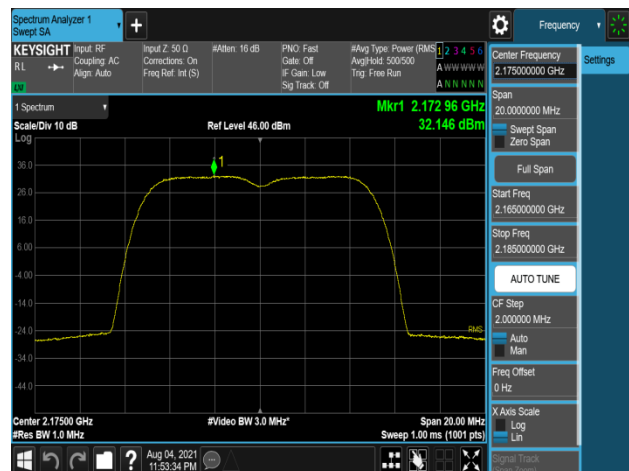 Spectrum Analyzer 1
Swept SA
Frequency
KEYSIGHT
RL
LXI
Input: RF
Coupling: AC
Align: Auto
Input Z: 50 Ω
Corrections: On
Freq Ref: Int (S)
#Atten: 16 dB
PNO: Fast
Gate: Off
IF Gain: Low
Sig Track: Off
#Avg Type: Power (RMS
Avg|Hold: 500/500
Trig: Free Run
1 2 3 4 5 6
A W W W W W
A N N N N N
Center Frequency
2.175000000 GHz
Settings
Span
20.0000000 MHz
Swept Span
Zero Span
Full Span
Start Freq
2.165000000 GHz
Stop Freq
2.185000000 GHz
AUTO TUNE
CF Step
2.000000 MHz
Auto
Man
Freq Offset
0 Hz
X Axis Scale
Log
Lin
Signal Track
1 Spectrum
Scale/Div 10 dB
Log
Ref Level 46.00 dBm
Mkr1 2.172 96 GHz
32.146 dBm
1
36.0
26.0
16.0
6.00
-4.00
-14.0
-24.0
-34.0
-44.0
RMS
Center 2.17500 GHz
#Res BW 1.0 MHz
#Video BW 3.0 MHz*
Span 20.00 MHz
Sweep 1.00 ms (1001 pts)
?
Aug 04, 2021
11:53:34 PM